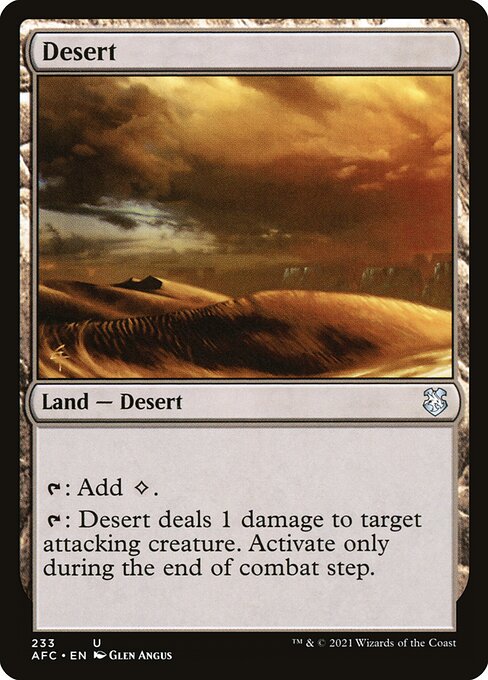 Desert
Land — Desert
: Add .
: Desert deals 1 damage to target
attacking creature. Activate only
during the end of combat step.
233 U
™ & © 2021 Wizards of the Coast
AFC • EN Glen Angus